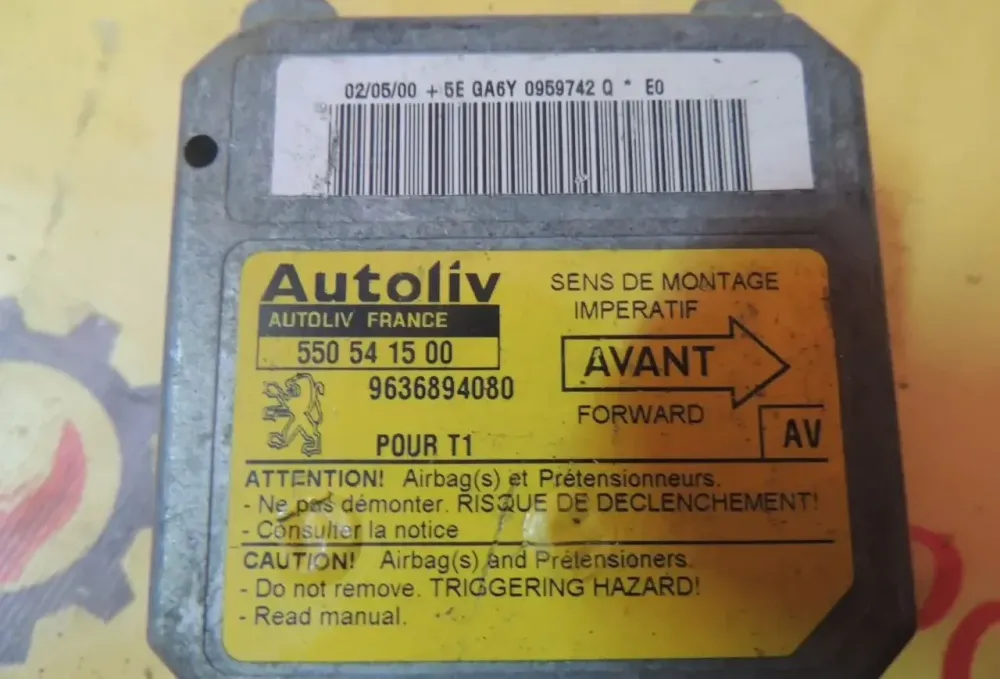 02/05/00 + 5E GA6Y 0959742 Q * E0
Autoliv
AUTOLIV FRANCE
550 54 15 00
9636894080
POUR T1
SENS DE MONTAGE
IMPERATIF
AVANT
FORWARD
AV
ATTENTION! Airbag(s) et Prétensionneurs.
- Ne pas démonter. RISQUE DE DECLENCHEMENT!
- Consulter la notice
CAUTION! Airbag(s) and Prétensioners.
- Do not remove. TRIGGERING HAZARD!
- Read manual.